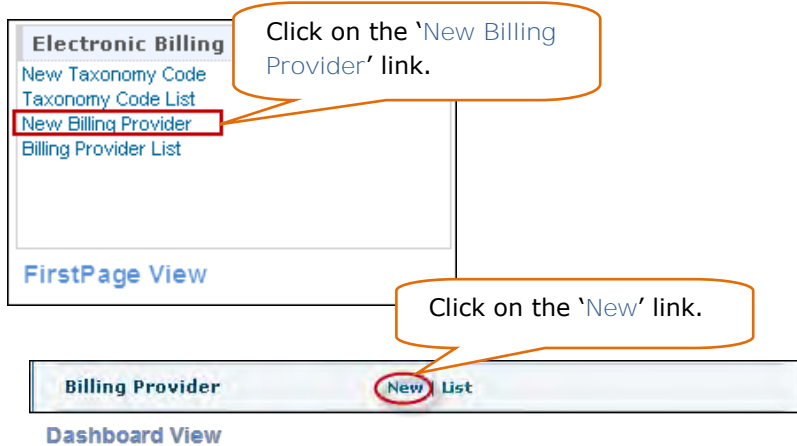 Electronic Billing
Click on the ‘New Billing
Provider’ link.
New Taxonomy Code
Taxonomy Code List
New Billing Provider
Billing Provider List
FirstPage View
Click on the ‘New’ link.
Billing Provider New | List
Dashboard View